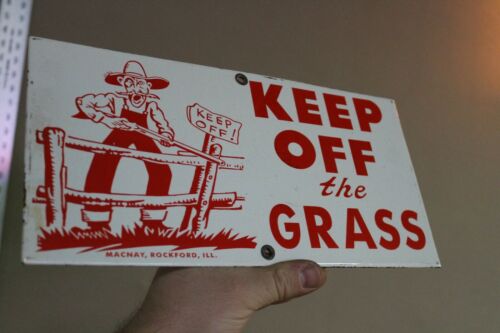 KEEP
OFF!
KEEP
OFF
the
GRASS
MACNAY, ROCKFORD, ILL.